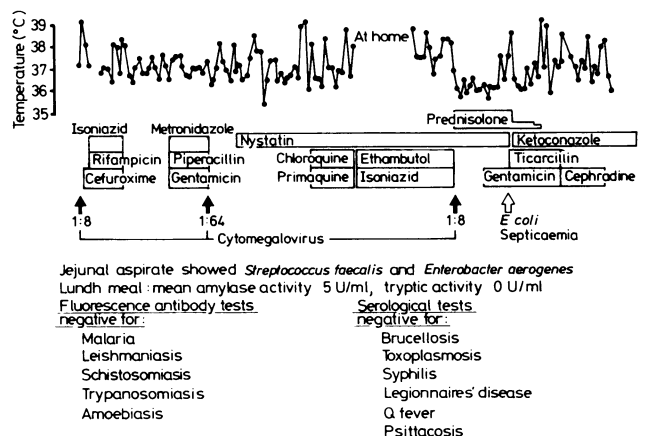 Temperature (°C)
39
38
37
36
35
At home
Prednisolone
Isoniazid Metronidazole Nystatin Ketoconazole
Rifampicin Piperacillin Chloroquine Ethambutol Ticarcillin
Cefuroxime Gentamicin Primaquine Isoniazid Gentamicin Cephradine
1:8 1:64 1:8 E coli
Cytomegalovirus Septicaemia
Jejunal aspirate showed Streptococcus faecalis and Enterobacter aerogenes
Lundh meal : mean amylase activity 5 U/ml, tryptic activity 0 U/ml
Fluorescence antibody tests
negative for:
Malaria
Leishmaniasis
Schistosomiasis
Trypanosomiasis
Amoebiasis
Serological tests
negative for:
Brucellosis
Toxoplasmosis
Syphilis
Legionnaires' disease
Q fever
Psittacosis